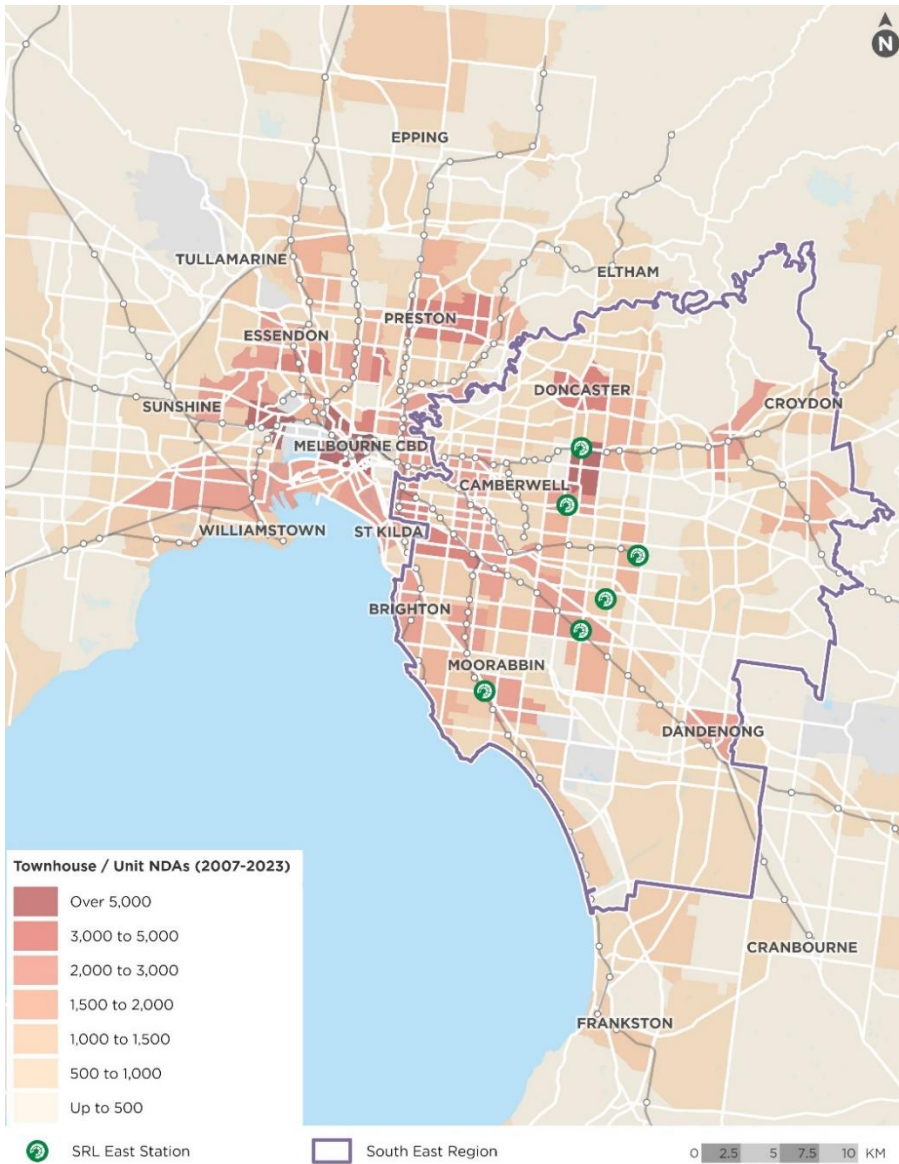 N
EPPING
TULLAMARINE
ELTHAM
PRESTON
ESSENDON
DONCASTER
CROYDON
SUNSHINE
MELBOURNE CBD
CAMBERWELL
WILLIAMSTOWN
ST KILDA
BRIGHTON
MOORABBIN
DANDENONG
CRANBOURNE
FRANKSTON
Townhouse / Unit NDAs (2007-2023)
Over 5,000
3,000 to 5,000
2,000 to 3,000
1,500 to 2,000
1,000 to 1,500
500 to 1,000
Up to 500
SRL East Station
South East Region
0 2.5 5 7.5 10 KM